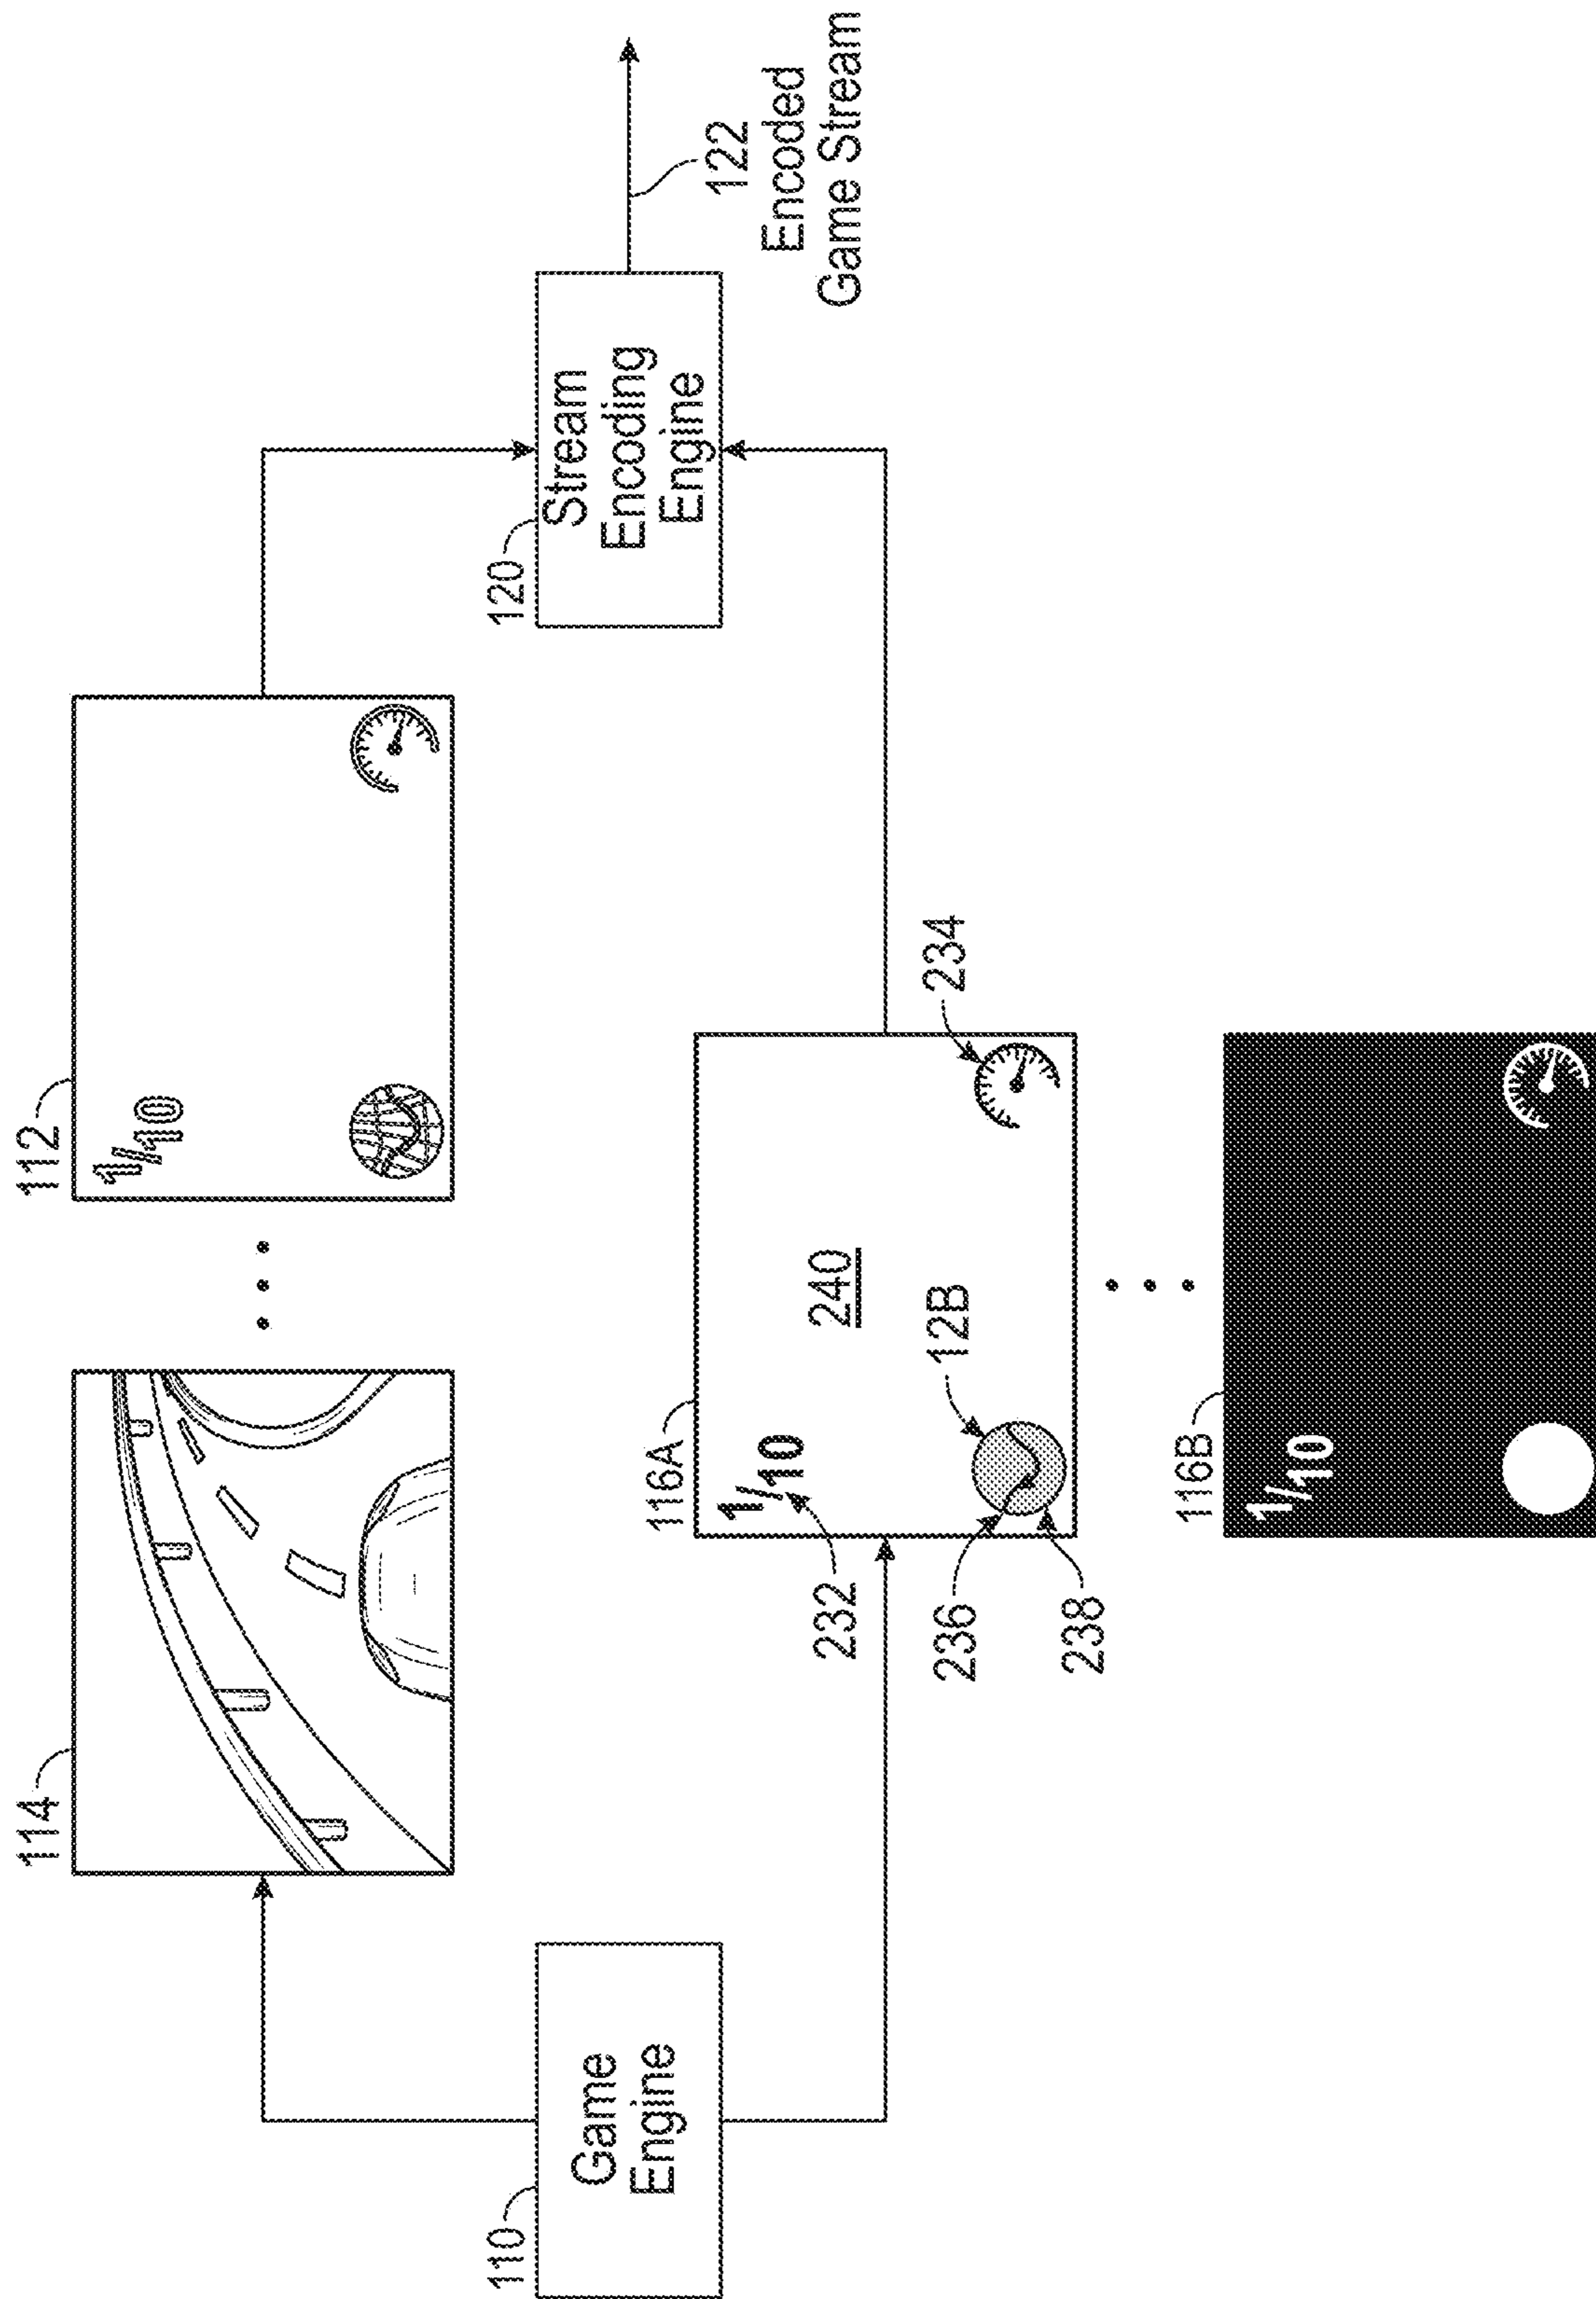 114
112
1/10
110
Game
Engine
120
Stream
Encoding
Engine
122
Encoded
Game Stream
116A
1/10
232
240
12B
234
236
238
116B
1/10